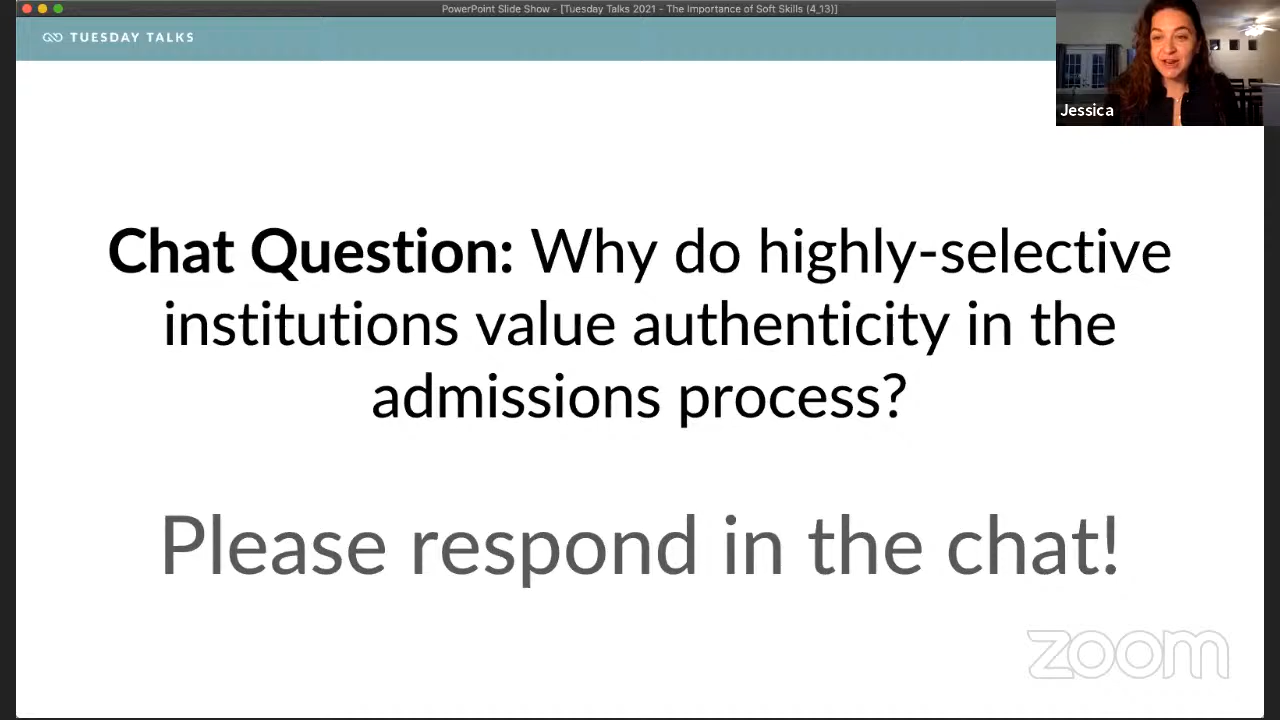 PowerPoint Slide Show - [Tuesday Talks 2021 - The Importance of Soft Skills (4_13)]
TUESDAY TALKS
Jessica
Chat Question: Why do highly-selective
institutions value authenticity in the
admissions process?
Please respond in the chat!
zoom